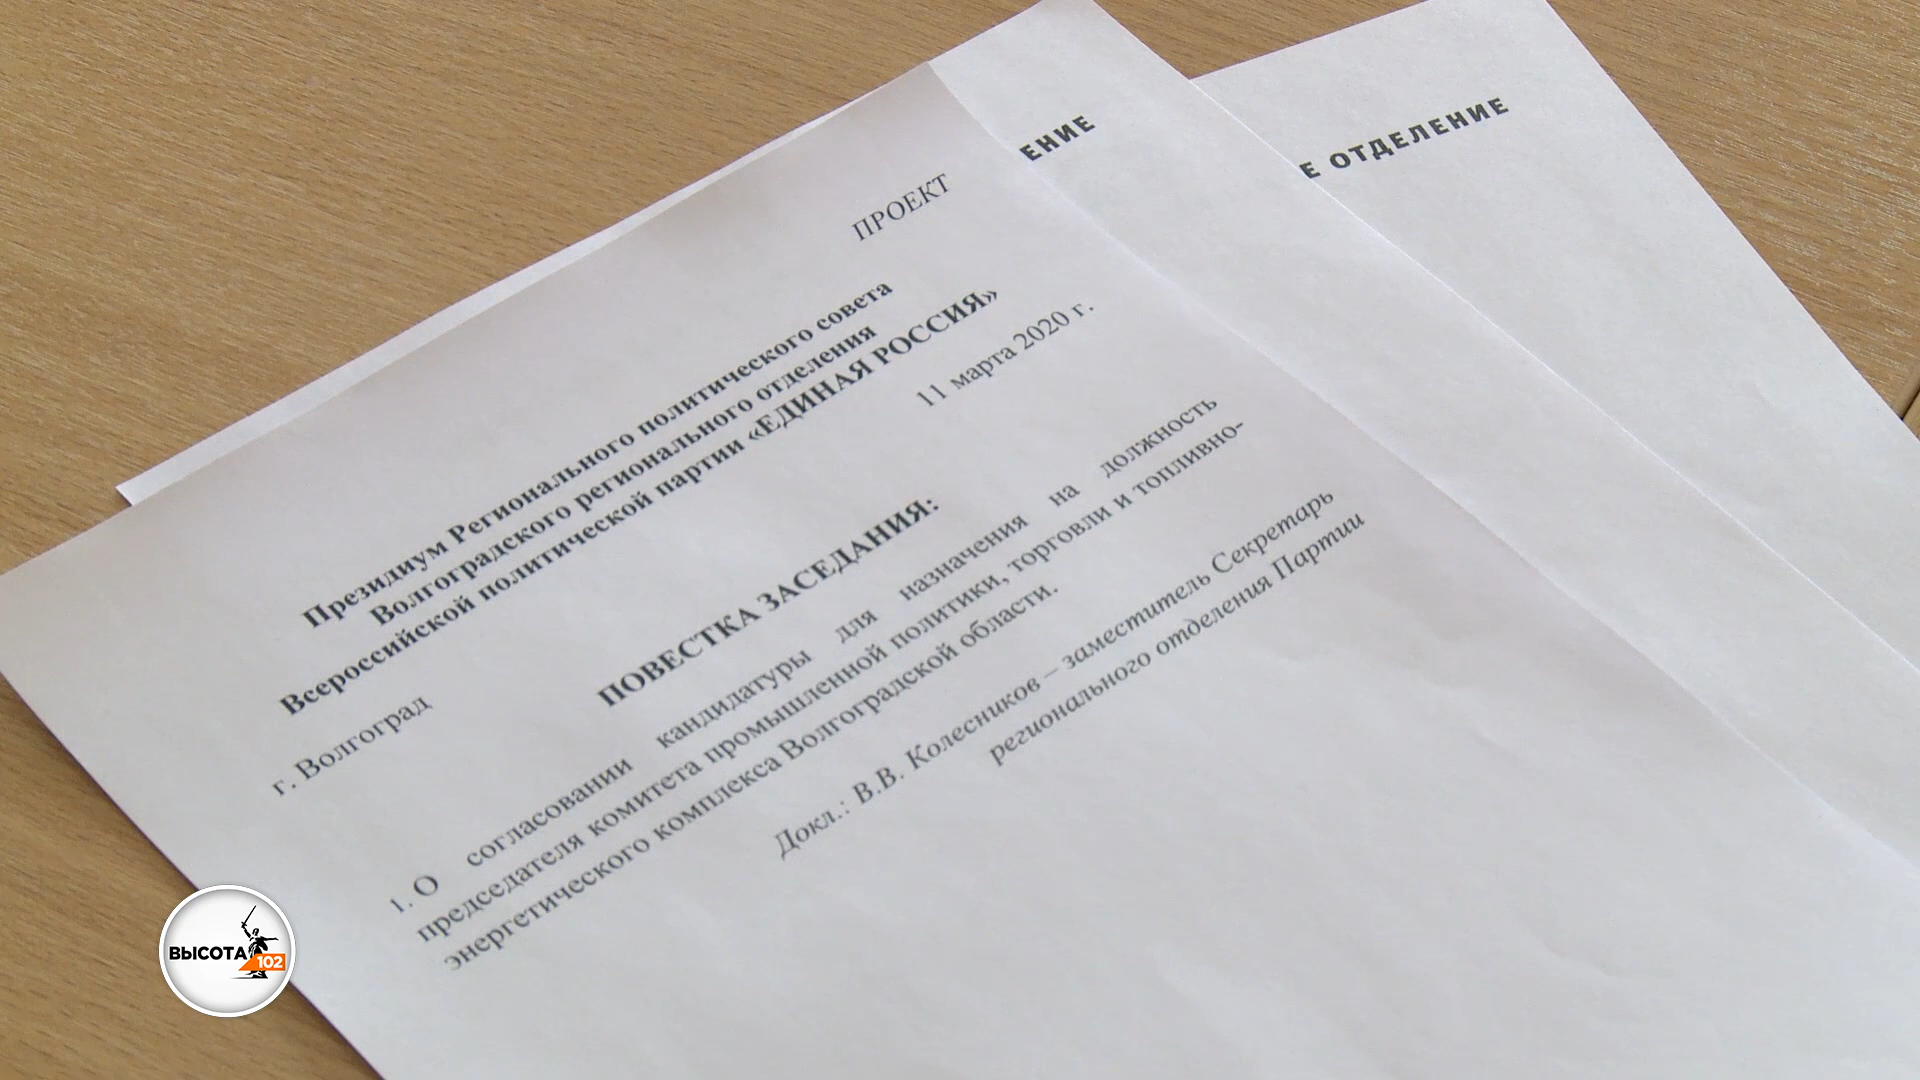 ПРОЕКТ
Президиум Регионального политического совета
Волгоградского регионального отделения
Всероссийской политической партии «ЕДИНАЯ РОССИЯ»
г. Волгоград 11 марта 2020 г.
ПОВЕСТКА ЗАСЕДАНИЯ:
1. О согласовании кандидатуры для назначения на должность
председателя комитета промышленной политики, торговли и топливно-
энергетического комплекса Волгоградской области.
Докл.: В.В. Колесников – заместитель Секретарь
регионального отделения Партии
ЕНИЕ
Е ОТДЕЛЕНИЕ
ВЫСОТА
102